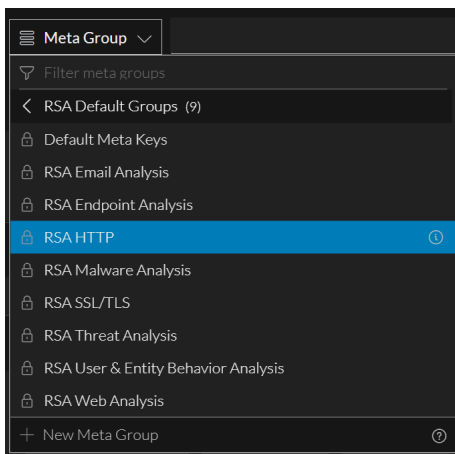 Meta Group
Filter meta groups
RSA Default Groups (9)
Default Meta Keys
RSA Email Analysis
RSA Endpoint Analysis
RSA HTTP
RSA Malware Analysis
RSA SSL/TLS
RSA Threat Analysis
RSA User & Entity Behavior Analysis
RSA Web Analysis
+ New Meta Group